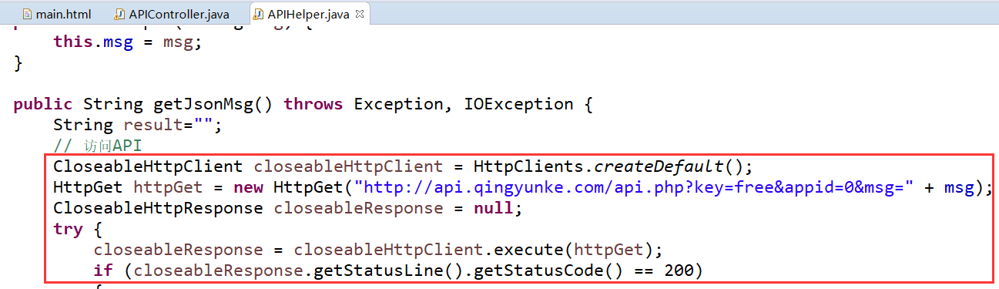 main.html APIController.java APIHelper.java
this.msg = msg;
}
public String getJsonMsg() throws Exception, IOException {
String result="";
// 访问API
CloseableHttpClient closeableHttpClient = HttpClients.createDefault();
HttpGet httpGet = new HttpGet("http://api.qingyunke.com/api.php?key=free&appid=0&msg=" + msg);
CloseableHttpResponse closeableResponse = null;
try {
closeableResponse = closeableHttpClient.execute(httpGet);
if (closeableResponse.getStatusLine().getStatusCode() == 200)
{